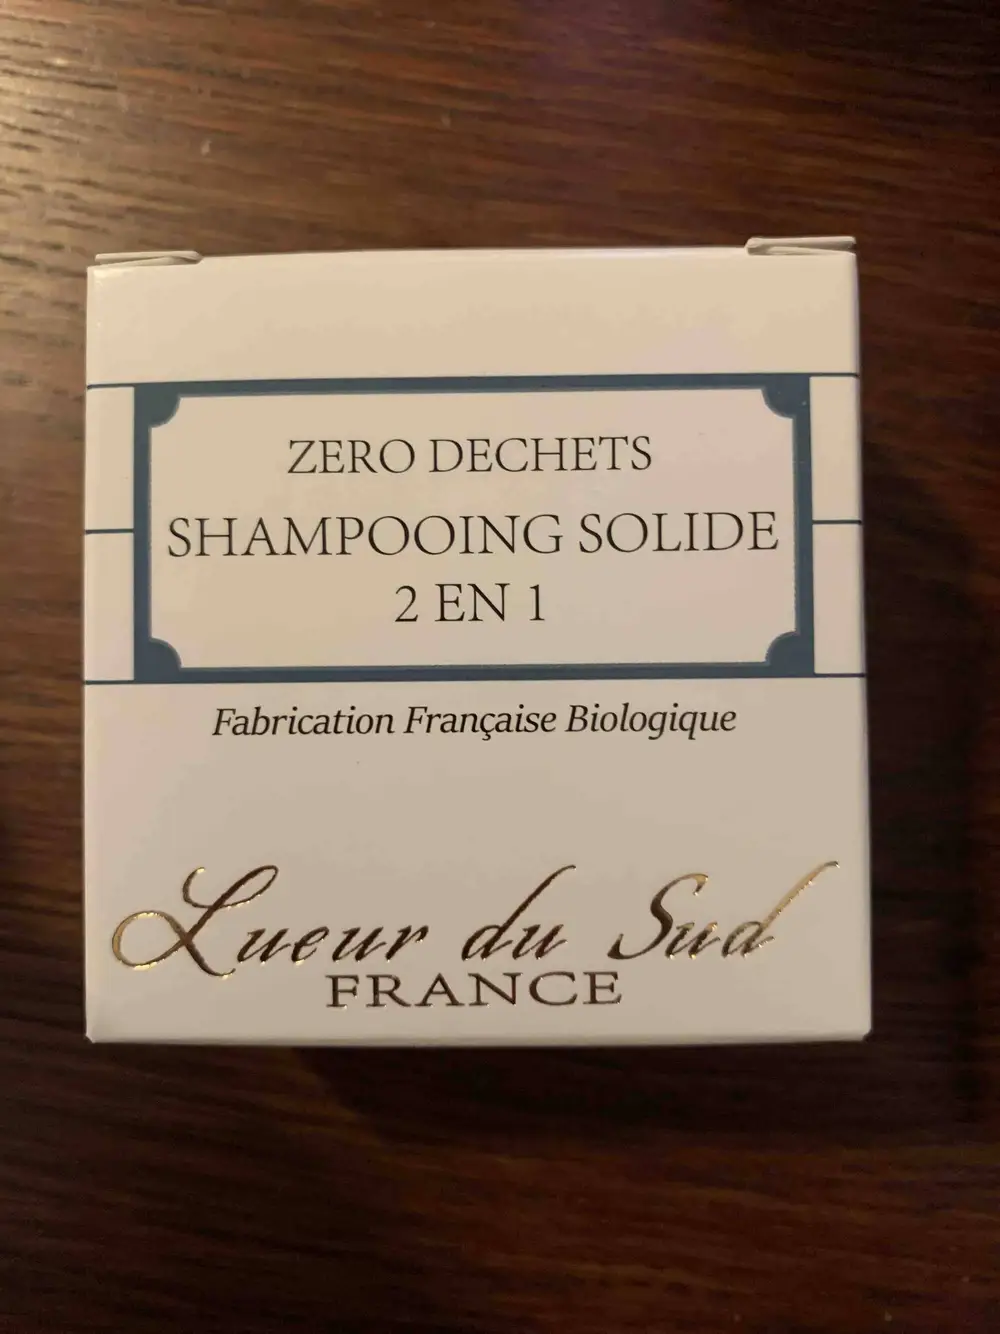 ZERO DECHETS
SHAMPOOING SOLIDE
2 EN 1
Fabrication Française Biologique
Lueur du Sud
FRANCE